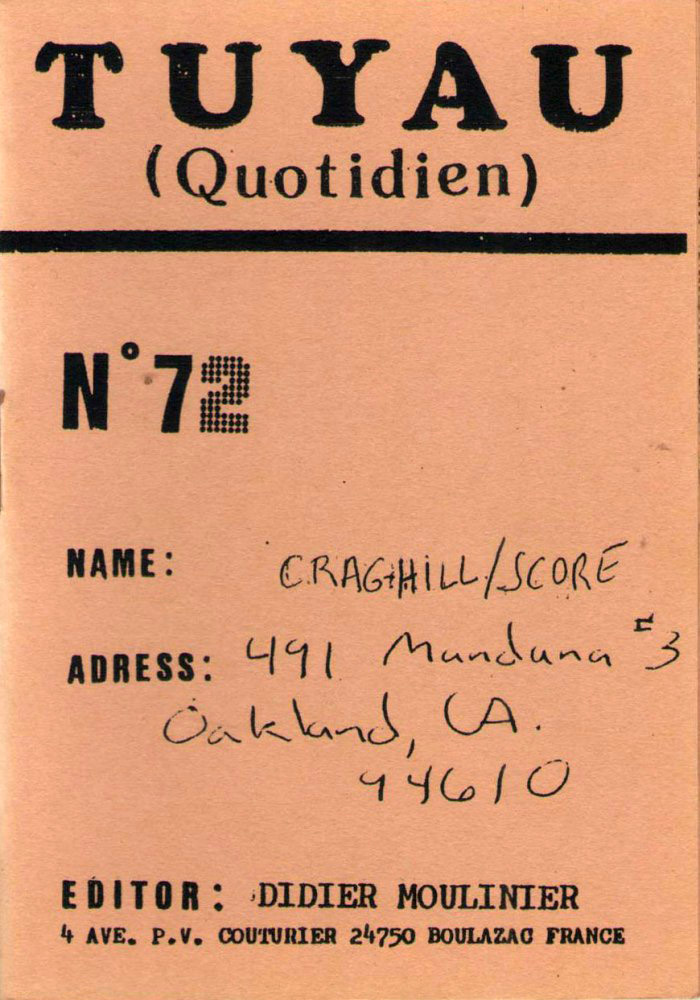 TUYAU
(Quotidien)
N°72
NAME: CRAGHILL/SCORE
ADRESS: 491 Mandana #3
Oakland, CA.
94610
EDITOR: DIDIER MOULINIER
4 AVE. P.V. COUTURIER 24750 BOULAZAC FRANCE